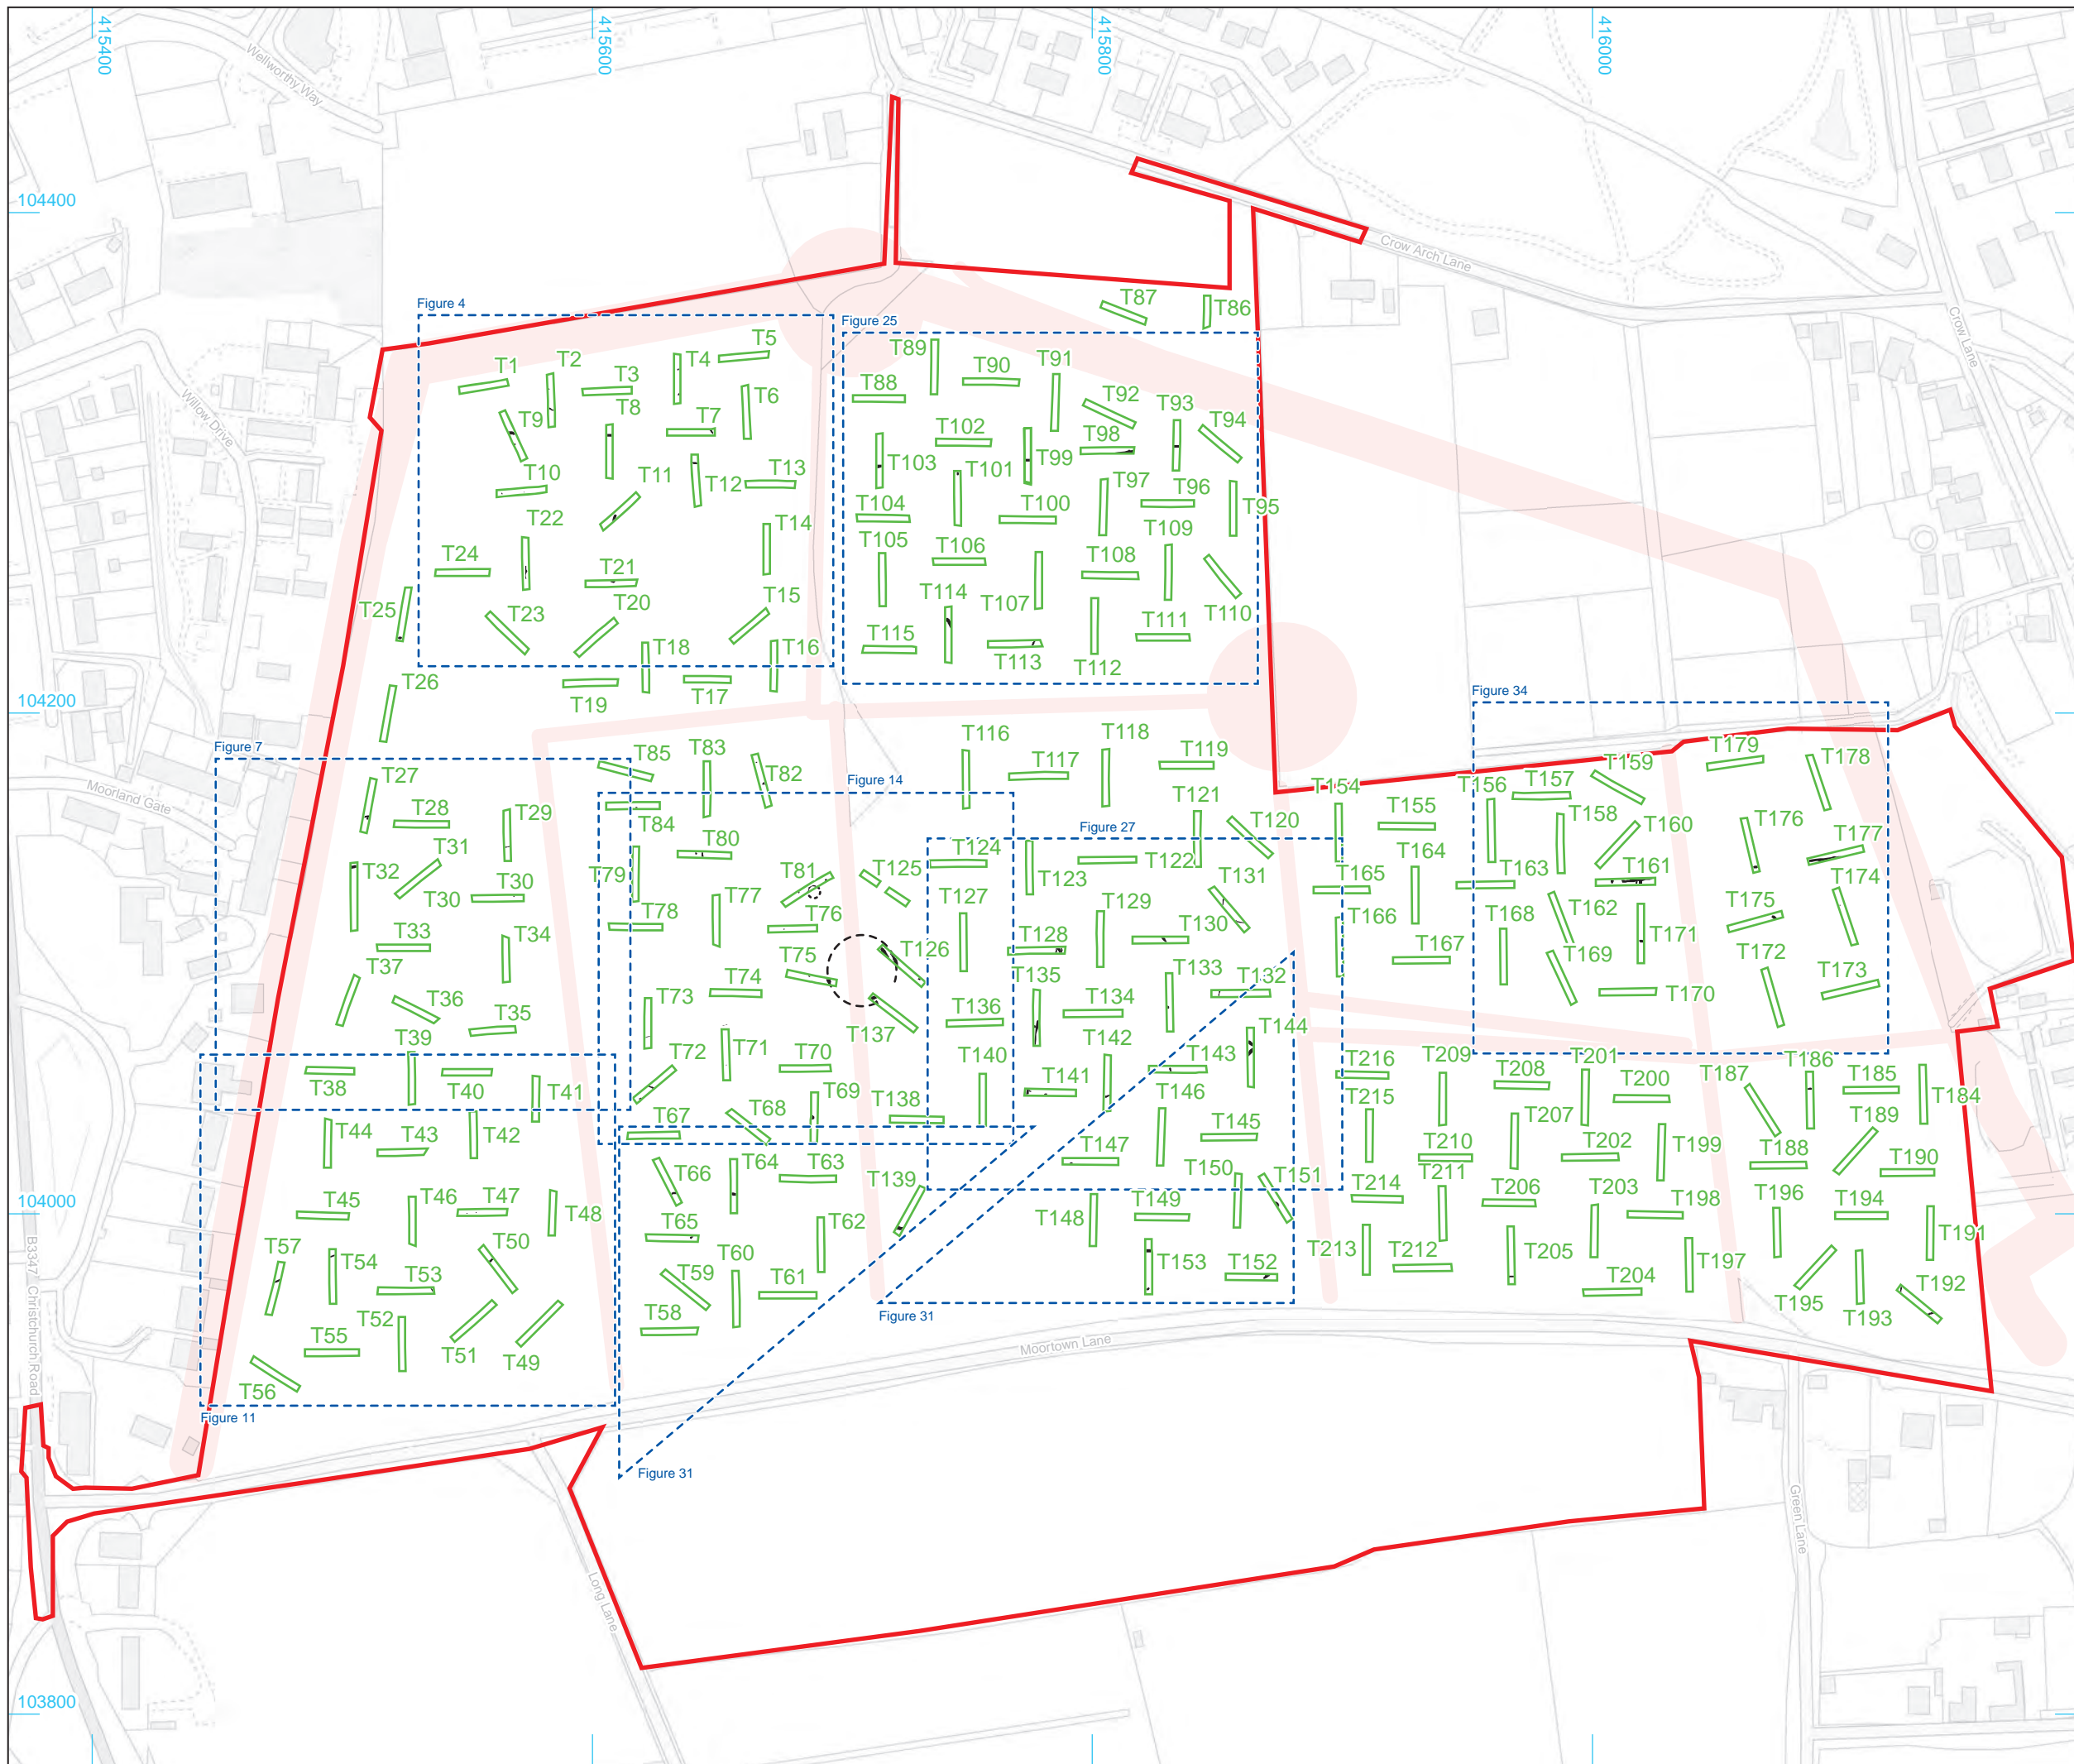 415400
415600
415800
416000
Wellworthy Way
104400
Crow Arch Lane
Crow Lane
Figure 4
Figure 25
T87
T86
T1
T2
T3
T4
T5
T6
T7
T8
T9
T10
T11
T12
T13
T14
T15
T16
T17
T18
T19
T20
T21
T22
T23
T24
T25
T26
T88
T89
T90
T91
T92
T93
T94
T95
T96
T97
T98
T99
T100
T101
T102
T103
T104
T105
T106
T107
T108
T109
T110
T111
T112
T113
T114
T115
Willow Drive
104200
Figure 34
Figure 7
Moorland Gate
Figure 14
Figure 27
T27
T28
T29
T30
T30
T31
T32
T33
T34
T35
T36
T37
T38
T39
T40
T41
T85
T83
T82
T84
T80
T79
T81
T78
T77
T76
T75
T74
T73
T72
T71
T70
T69
T68
T67
T116
T117
T118
T119
T120
T121
T122
T123
T124
T125
T126
T127
T128
T129
T130
T131
T132
T133
T134
T135
T136
T137
T138
T140
T141
T142
T143
T144
T145
T146
T147
T154
T155
T156
T157
T158
T159
T160
T161
T162
T163
T164
T165
T166
T167
T168
T169
T170
T171
T172
T173
T174
T175
T176
T177
T178
T179
T42
T43
T44
T45
T46
T47
T48
T49
T50
T51
T52
T53
T54
T55
T56
T57
T58
T59
T60
T61
T62
T63
T64
T65
T66
T139
T148
T149
T150
T151
T152
T153
T184
T185
T186
T187
T188
T189
T190
T191
T192
T193
T194
T195
T196
T197
T198
T199
T200
T201
T202
T203
T204
T205
T206
T207
T208
T209
T210
T211
T212
T213
T214
T215
T216
104000
Figure 11
Figure 31
Figure 31
Moortown Lane
B3347 Christchurch Road
Long Lane
Green Lane
103800